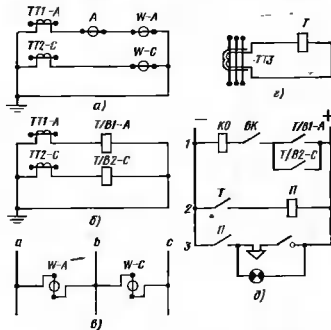 ТТ1-А А W-А
ТТ2-С W-С
а)
Т
ТТ3
г)
ТТ1-А Т/В1-А
ТТ2-С Т/В2-С
б)
− +
1 КО ВК Т/В1-А
Т/В2-С
2 Т П
3 П
д)
a b c
W-А W-С
в)